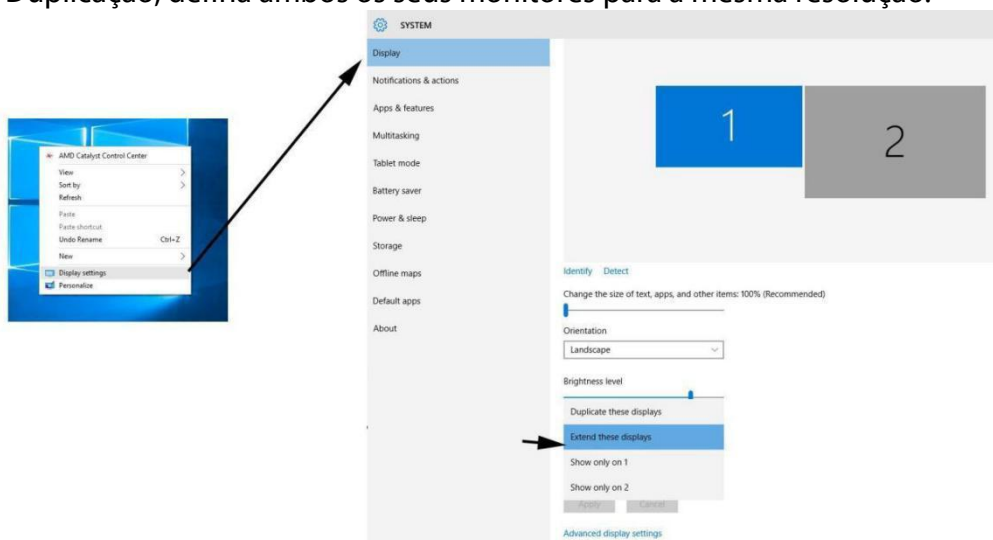 Duplicação, defina ambos os seus monitores para a mesma resolução.
SYSTEM
Display
Notifications & actions
Apps & features
Multitasking
Tablet mode
Battery saver
Power & sleep
Storage
Offline maps
Default apps
About
AMD Catalyst Control Center
View
Sort by
Refresh
Paste
Paste shortcut
Undo Rename Ctrl+Z
New
Display settings
Personalize
1
2
Identify Detect
Change the size of text, apps, and other items: 100% (Recommended)
Orientation
Landscape
Brightness level
Duplicate these displays
Extend these displays
Show only on 1
Show only on 2
Apply Cancel
Advanced display settings